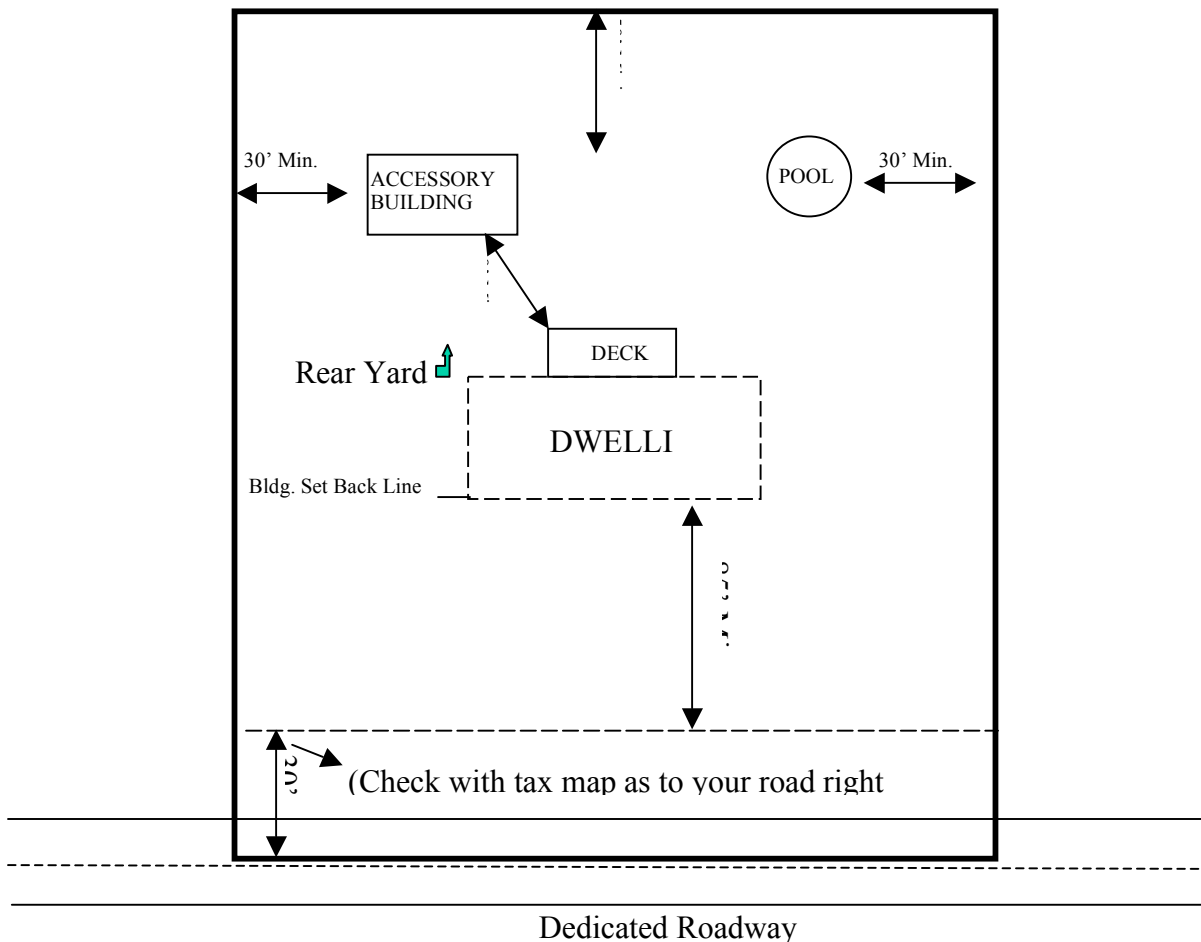 30’ Min.
ACCESSORY
BUILDING
POOL
30’ Min.
DECK
Rear Yard
DWELLI
Bldg. Set Back Line
(Check with tax map as to your road right
Dedicated Roadway